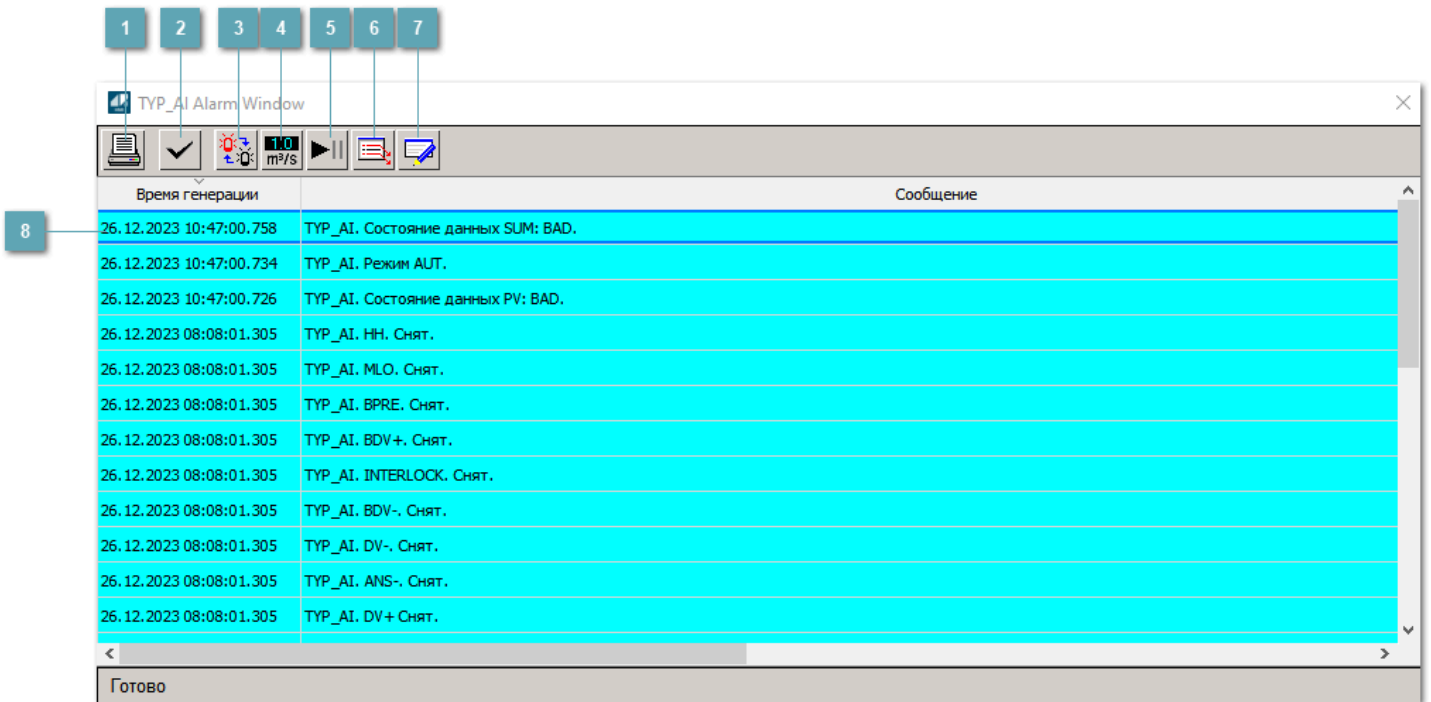 1 2 3 4 5 6 7
TYP_AI Alarm Window
1.0
m³/s
Время генерации Сообщение
8
26.12.2023 10:47:00.758 TYP_AI. Состояние данных SUM: BAD.
26.12.2023 10:47:00.734 TYP_AI. Режим AUT.
26.12.2023 10:47:00.726 TYP_AI. Состояние данных PV: BAD.
26.12.2023 08:08:01.305 TYP_AI. HH. Снят.
26.12.2023 08:08:01.305 TYP_AI. MLO. Снят.
26.12.2023 08:08:01.305 TYP_AI. BPRE. Снят.
26.12.2023 08:08:01.305 TYP_AI. BDV+. Снят.
26.12.2023 08:08:01.305 TYP_AI. INTERLOCK. Снят.
26.12.2023 08:08:01.305 TYP_AI. BDV-. Снят.
26.12.2023 08:08:01.305 TYP_AI. DV-. Снят.
26.12.2023 08:08:01.305 TYP_AI. ANS-. Снят.
26.12.2023 08:08:01.305 TYP_AI. DV+ Снят.
Готово